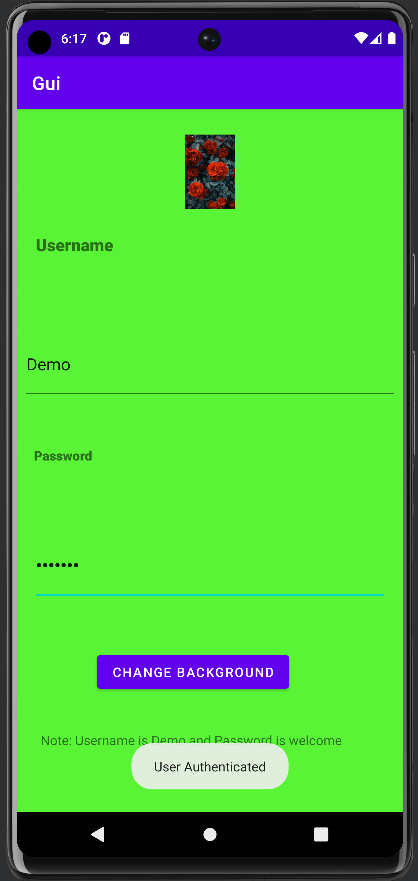 6:17
Gui
Username
Demo
Password
•••••••
CHANGE BACKGROUND
Note: Username is Demo and Password is welcome
User Authenticated